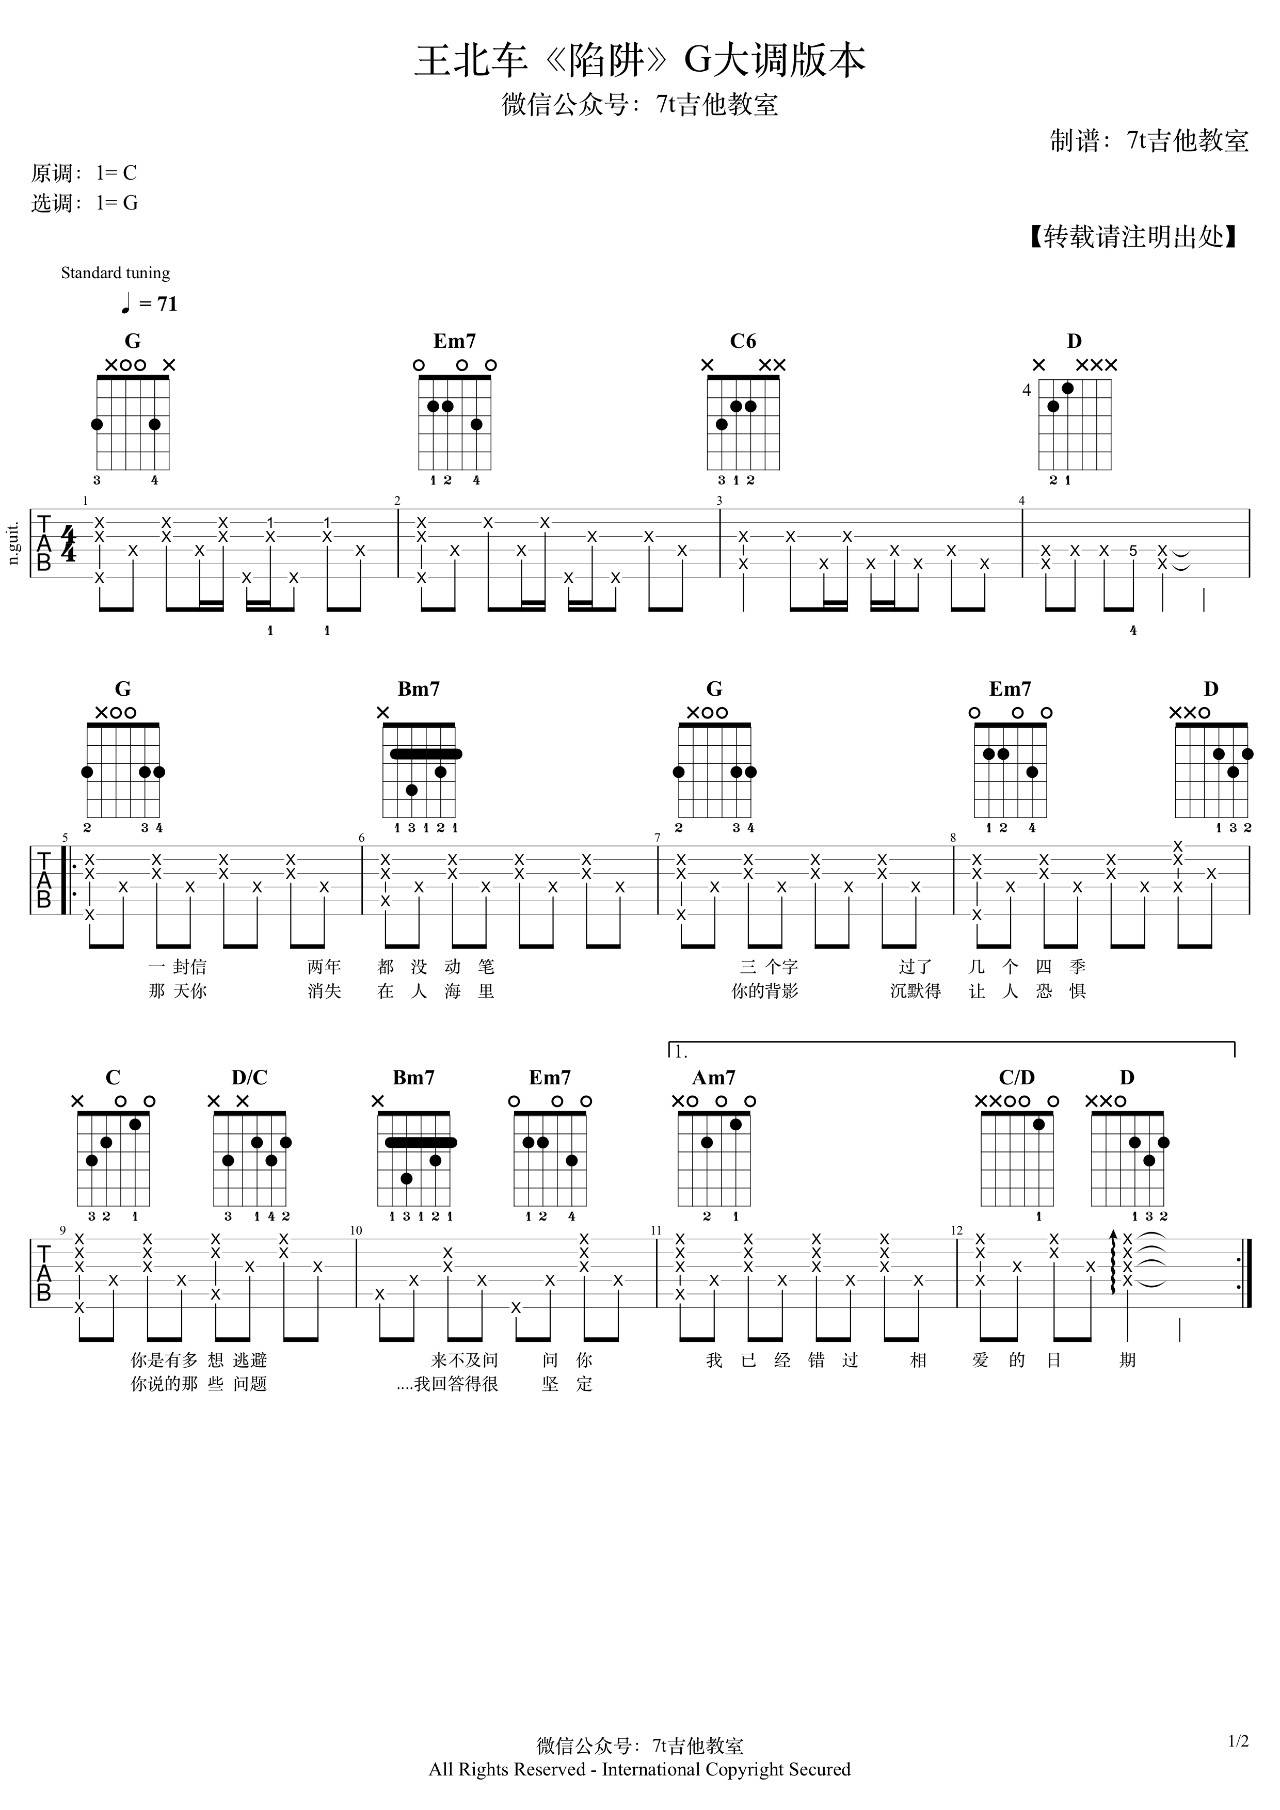 王北车《陷阱》G大调版本
微信公众号：7t吉他教室
制谱：7t吉他教室
原调：1= C
选调：1= G
【转载请注明出处】
Standard tuning
♩ = 71
G Em7 C6 D
4
3 4 1 2 4 3 1 2 2 1
1 2 3 4
n.guit.
TAB 4/4 1 1 5
1 1 4
G Bm7 G Em7 D
2 3 4 1 3 1 2 1 2 3 4 1 2 4 1 3 2
5 6 7 8
TAB
一 封信 两年 都 没 动 笔 三 个字 过了 几 个 四 季
那 天你 消失 在 人 海 里 你的背影 沉默得 让 人 恐 惧
1.
C D/C Bm7 Em7 Am7 C/D D
3 2 1 3 1 4 2 1 3 1 2 1 1 2 4 2 1 1 1 3 2
9 10 11 12
TAB
你是有多 想 逃避 来不及问 问 你 我 已 经 错 过 相 爱 的 日 期
你说的那 些 问题 ....我回答得很 坚 定
微信公众号：7t吉他教室
1/2
All Rights Reserved - International Copyright Secured